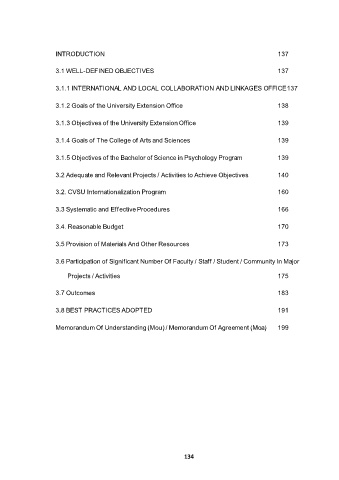 INTRODUCTION 137
3.1 WELL-DEFINED OBJECTIVES 137
3.1.1 INTERNATIONAL AND LOCAL COLLABORATION AND LINKAGES OFFICE137
3.1.2 Goals of the University Extension Office 138
3.1.3 Objectives of the University Extension Office 139
3.1.4 Goals of The College of Arts and Sciences 139
3.1.5 Objectives of the Bachelor of Science in Psychology Program 139
3.2 Adequate and Relevant Projects / Activities to Achieve Objectives 140
3.2. CVSU Internationalization Program 160
3.3 Systematic and Effective Procedures 166
3.4. Reasonable Budget 170
3.5 Provision of Materials And Other Resources 173
3.6 Participation of Significant Number Of Faculty / Staff / Student / Community In Major
Projects / Activities 175
3.7 Outcomes 183
3.8 BEST PRACTICES ADOPTED 191
Memorandum Of Understanding (Mou) / Memorandum Of Agreement (Moa) 199
134